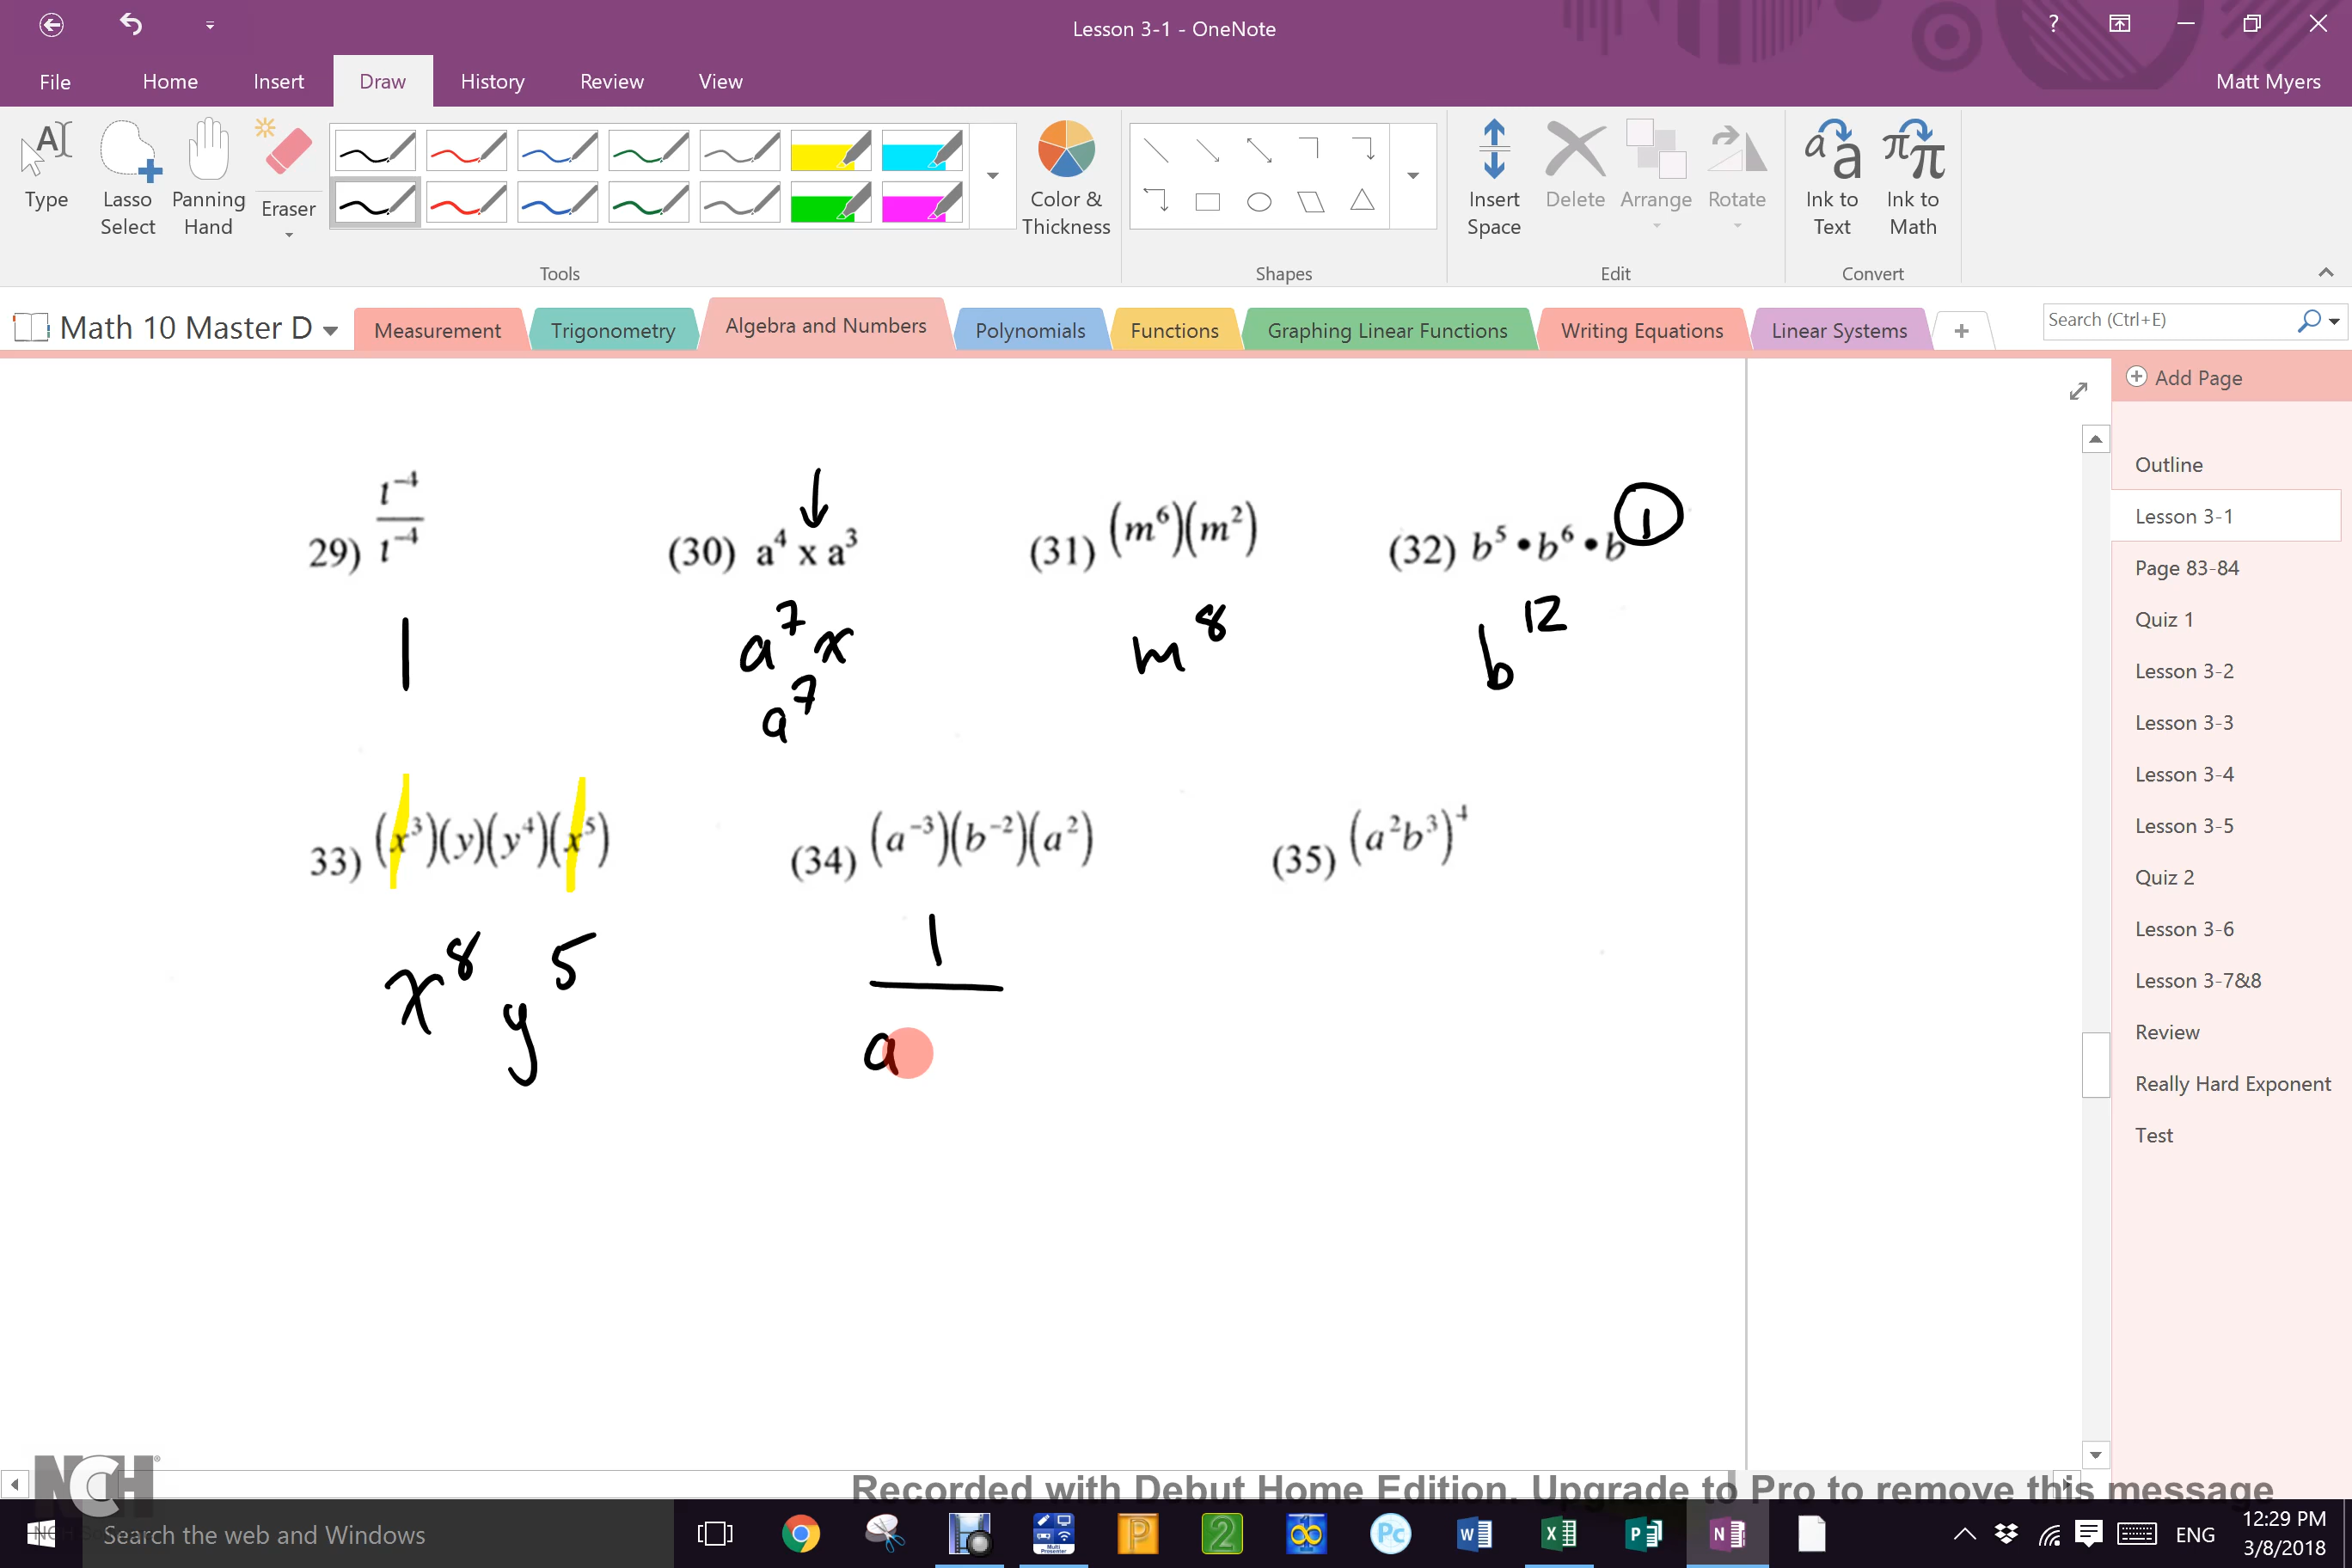 Lesson 3-1 - OneNote
?
File Home Insert Draw History Review View Matt Myers
Type
Lasso Select
Panning Hand
Eraser
Color & Thickness
Insert Space
Delete
Arrange
Rotate
Ink to Text
Ink to Math
Tools Shapes Edit Convert
Math 10 Master D Measurement Trigonometry Algebra and Numbers Polynomials Functions Graphing Linear Functions Writing Equations Linear Systems +
Search (Ctrl+E)
Add Page
Outline
Lesson 3-1
Page 83-84
Quiz 1
Lesson 3-2
Lesson 3-3
Lesson 3-4
Lesson 3-5
Quiz 2
Lesson 3-6
Lesson 3-7&8
Review
Really Hard Exponent
Test
29) t⁻⁴/t⁻⁴ (30) a⁴ x a³ (31) (m⁶)(m²) (32) b⁵ • b⁶ • b 1
1 a⁷x m⁸ b¹²
a⁷
33) (x³)(y)(y⁴)(x⁵) (34) (a⁻³)(b⁻²)(a²) (35) (a²b³)⁴
x⁸ y⁵ 1
a
NCH
Recorded with Debut Home Edition. Upgrade to Pro to remove this message
Search the web and Windows
ENG
12:29 PM
3/8/2018